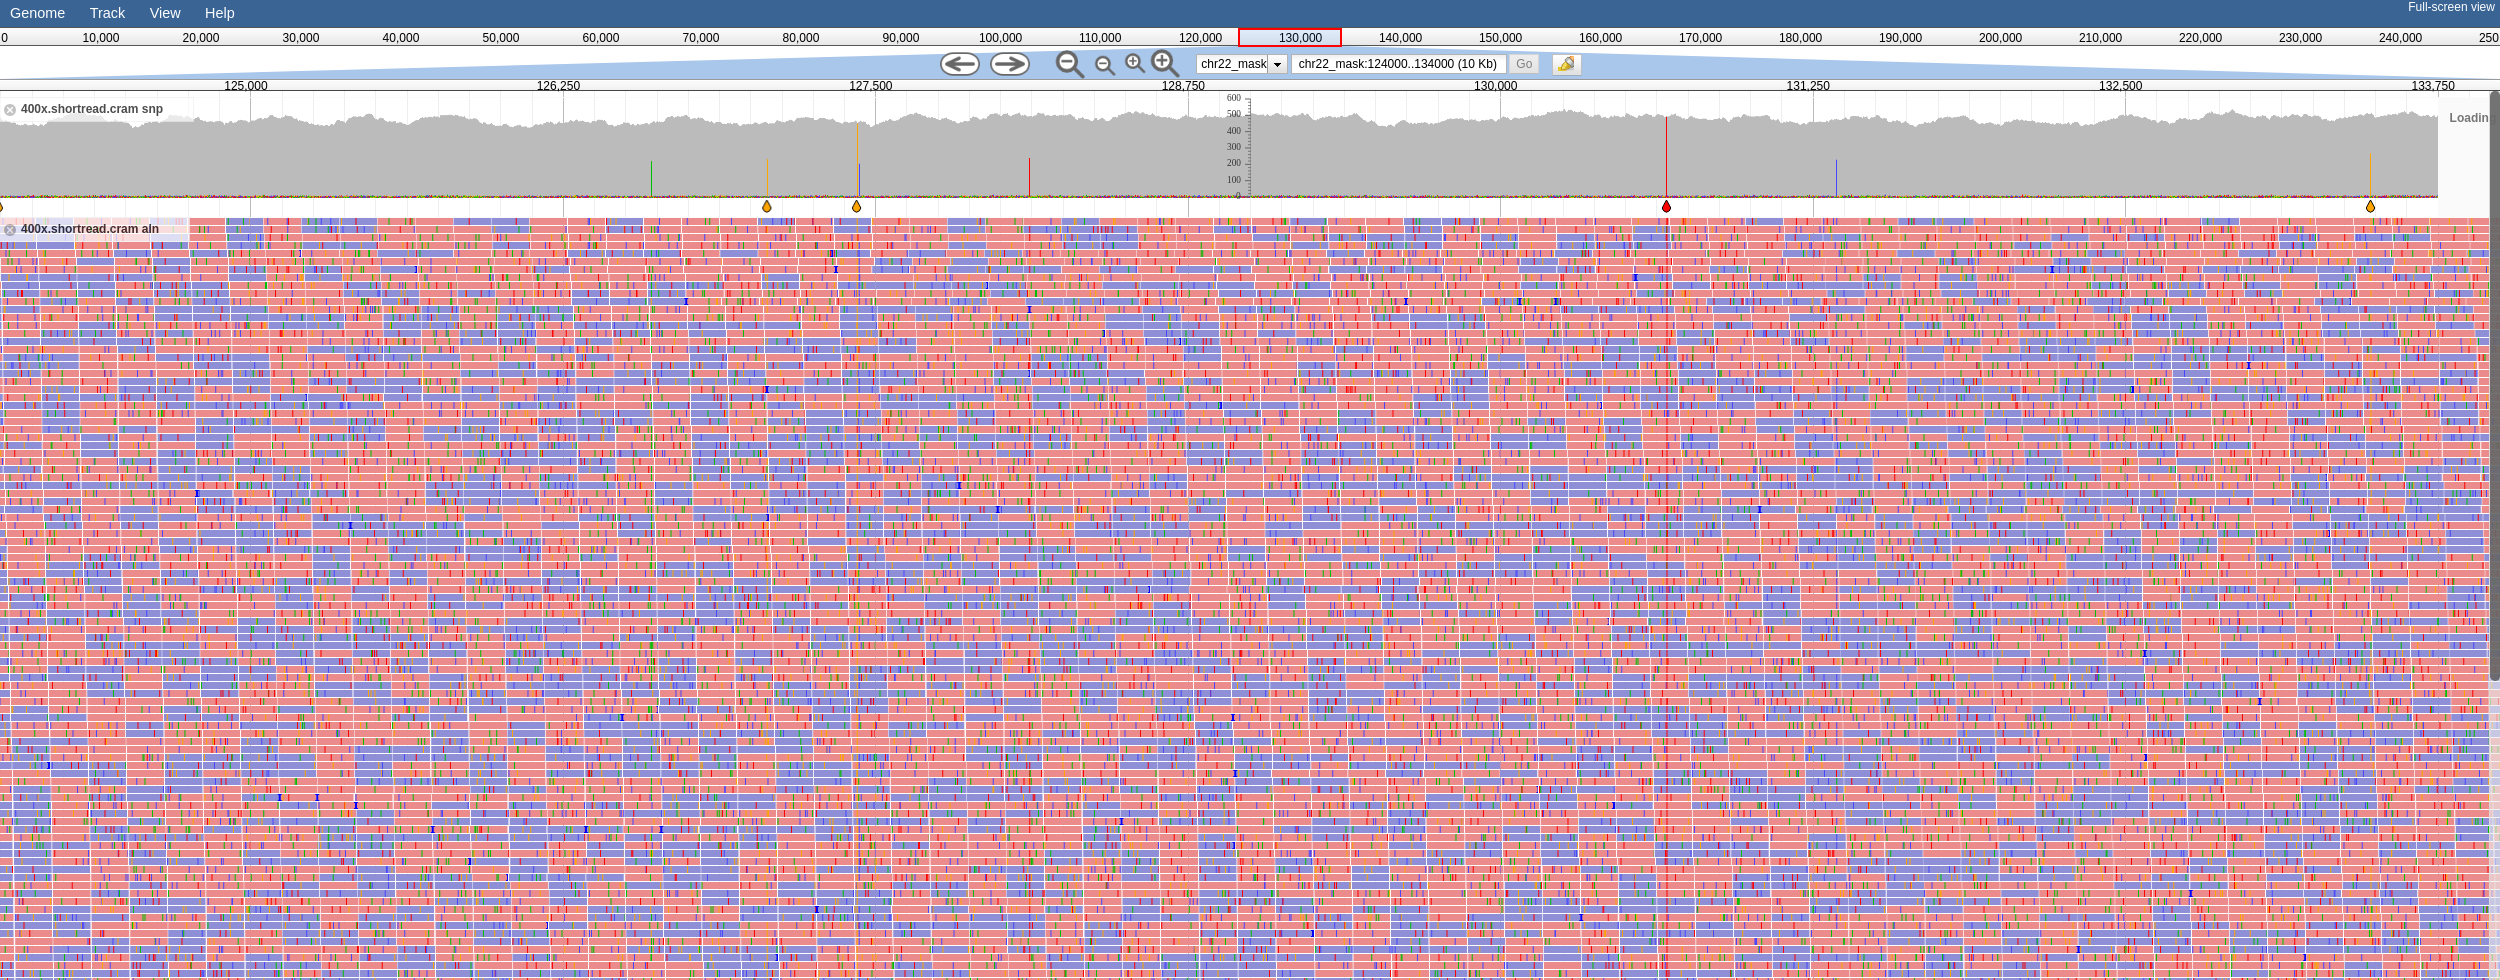 Genome Track View Help Full-screen view
0 10,000 20,000 30,000 40,000 50,000 60,000 70,000 80,000 90,000 100,000 110,000 120,000 130,000 140,000 150,000 160,000 170,000 180,000 190,000 200,000 210,000 220,000 230,000 240,000 250
chr22_mask chr22_mask:124000..134000 (10 Kb) Go
125,000 126,250 127,500 128,750 130,000 131,250 132,500 133,750
400x.shortread.cram snp
600
500
400
300
200
100
0
Loadin
400x.shortread.cram aln